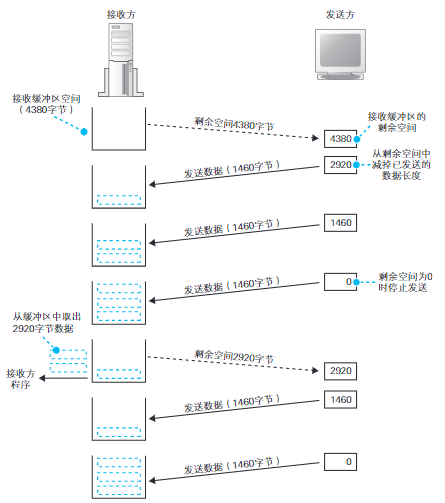 接收方
发送方
接收缓冲区空间
（4380字节）
剩余空间4380字节
接收缓冲区的
剩余空间
4380
从剩余空间中
减掉已发送的
数据长度
2920
发送数据（1460字节）
1460
发送数据（1460字节）
0
剩余空间为0
时停止发送
发送数据（1460字节）
从缓冲区中取出
2920字节数据
剩余空间2920字节
2920
接收方
程序
1460
发送数据（1460字节）
0
发送数据（1460字节）